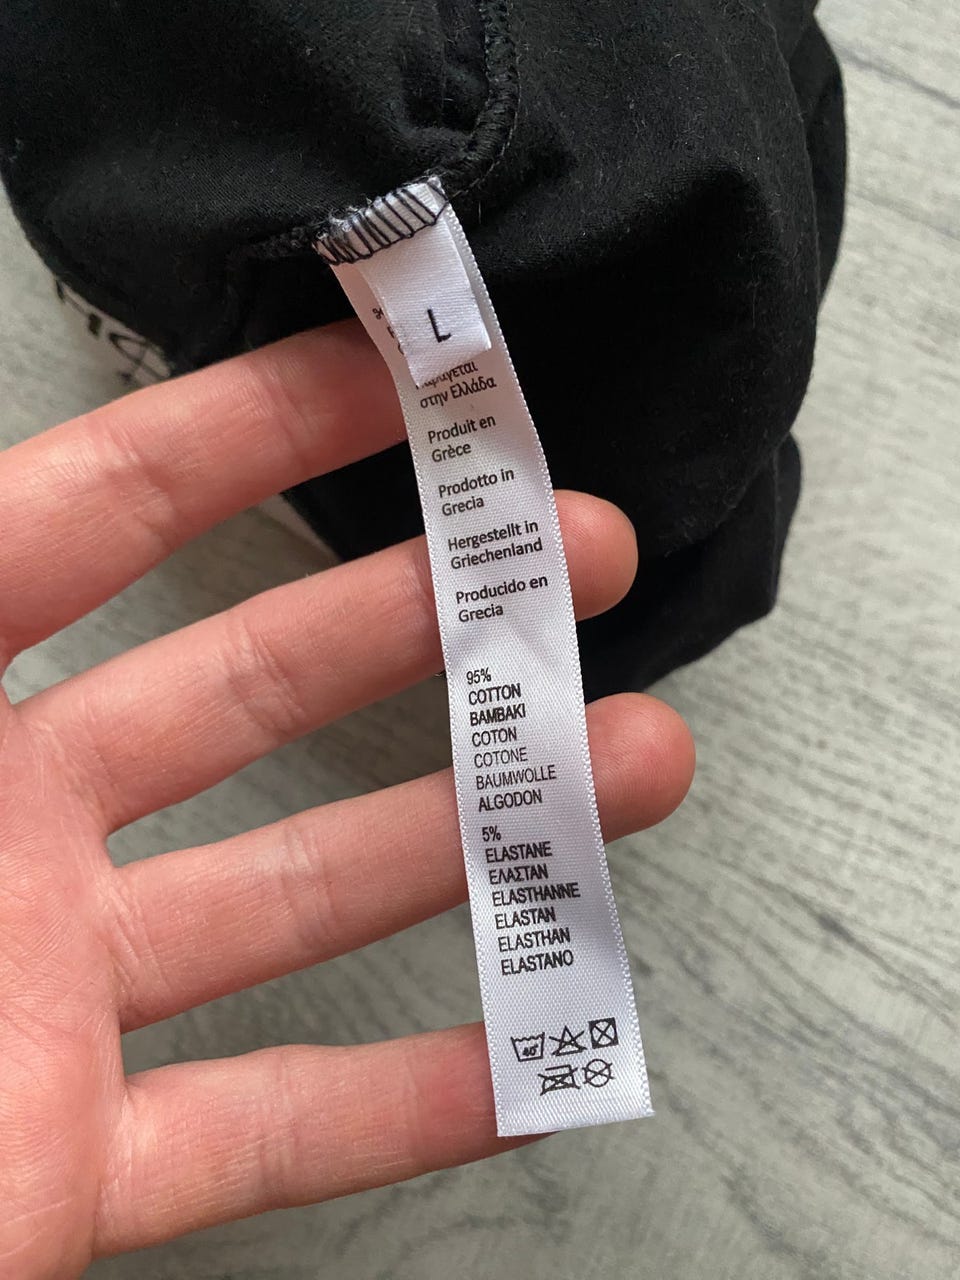 L
στην Ελλάδα
Produit en
Grèce
Prodotto in
Grecia
Hergestellt in
Griechenland
Producido en
Grecia
95%
COTTON
BAMBAKI
COTON
COTONE
BAUMWOLLE
ALGODON
5%
ELASTANE
ΕΛΑΣΤΑΝ
ELASTHANNE
ELASTAN
ELASTHAN
ELASTANO
40°